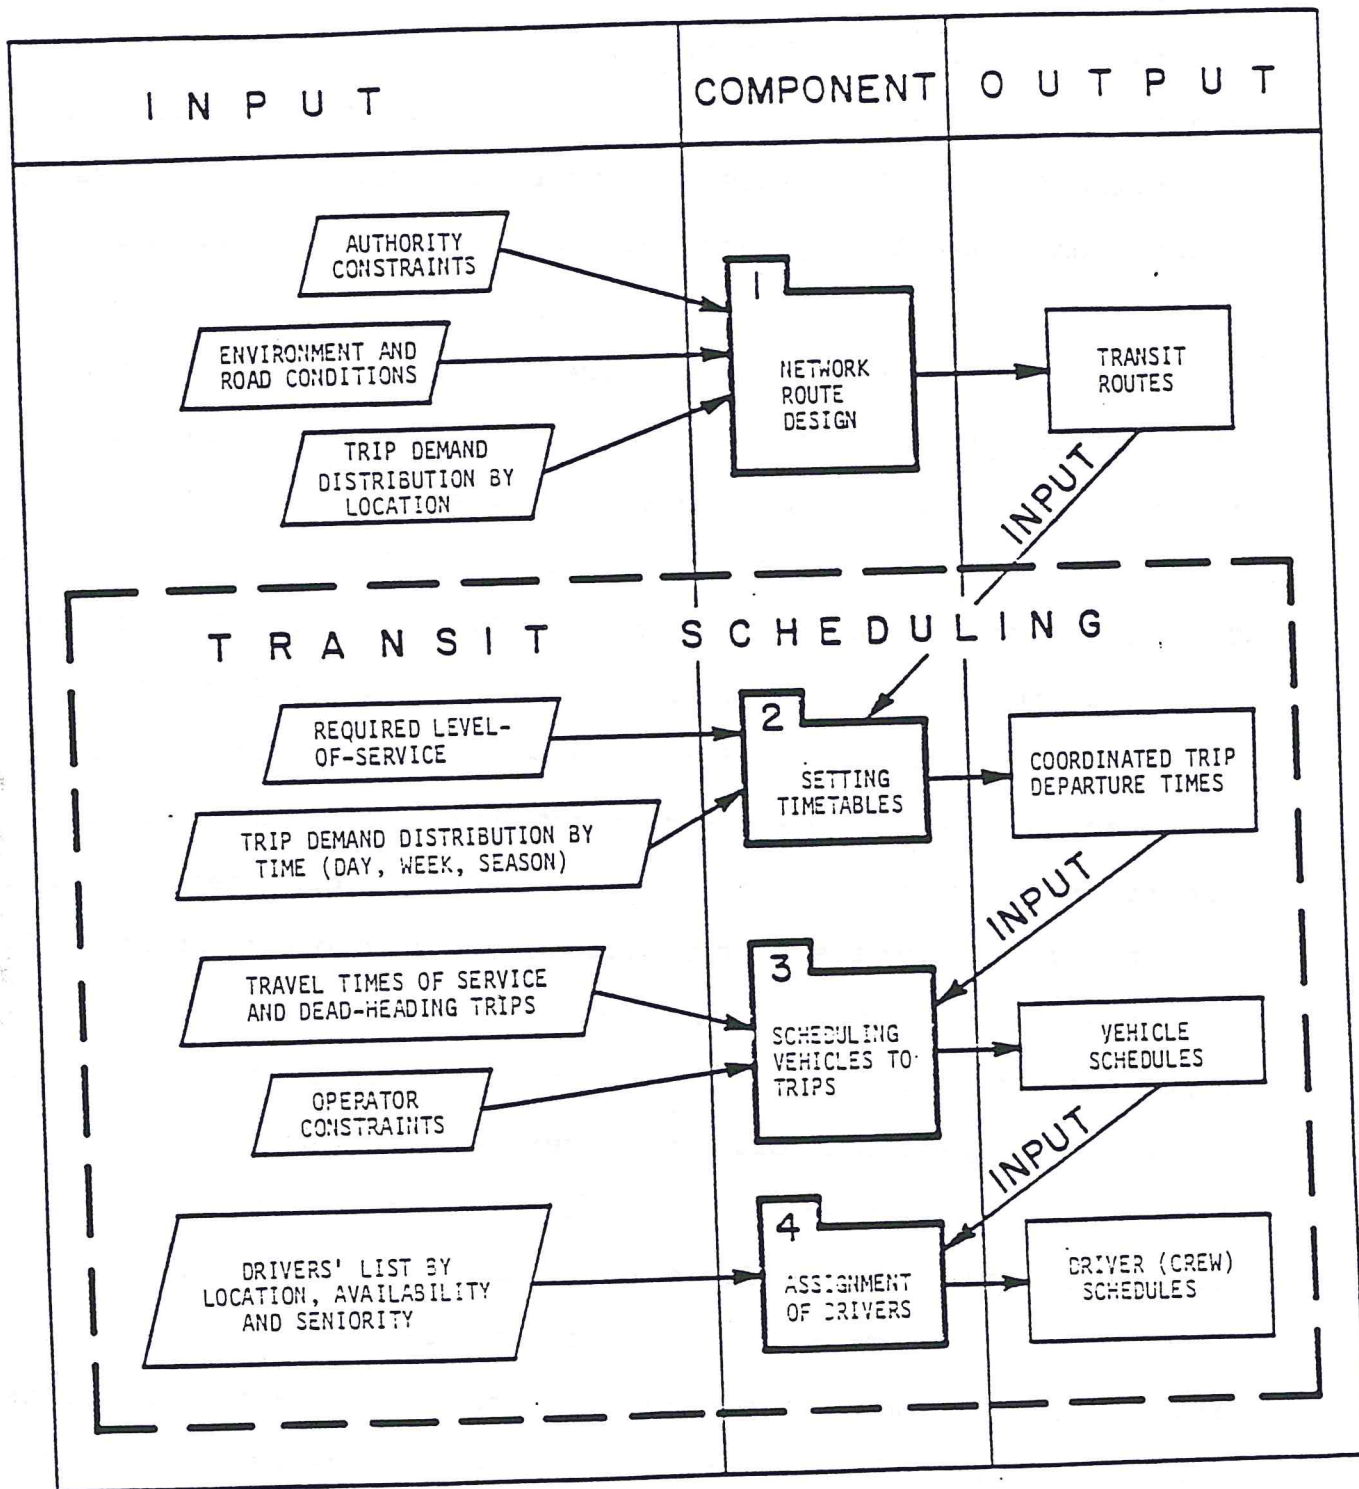 INPUT
COMPONENT
OUTPUT
AUTHORITY
CONSTRAINTS
ENVIRONMENT AND
ROAD CONDITIONS
TRIP DEMAND
DISTRIBUTION BY
LOCATION
1
NETWORK
ROUTE
DESIGN
TRANSIT
ROUTES
INPUT
TRANSIT SCHEDULING
REQUIRED LEVEL-
OF-SERVICE
TRIP DEMAND DISTRIBUTION BY
TIME (DAY, WEEK, SEASON)
2
SETTING
TIMETABLES
COORDINATED TRIP
DEPARTURE TIMES
INPUT
TRAVEL TIMES OF SERVICE
AND DEAD-HEADING TRIPS
OPERATOR
CONSTRAINTS
3
SCHEDULING
VEHICLES TO
TRIPS
VEHICLE
SCHEDULES
INPUT
DRIVERS' LIST BY
LOCATION, AVAILABILITY
AND SENIORITY
4
ASSIGNMENT
OF DRIVERS
DRIVER (CREW)
SCHEDULES